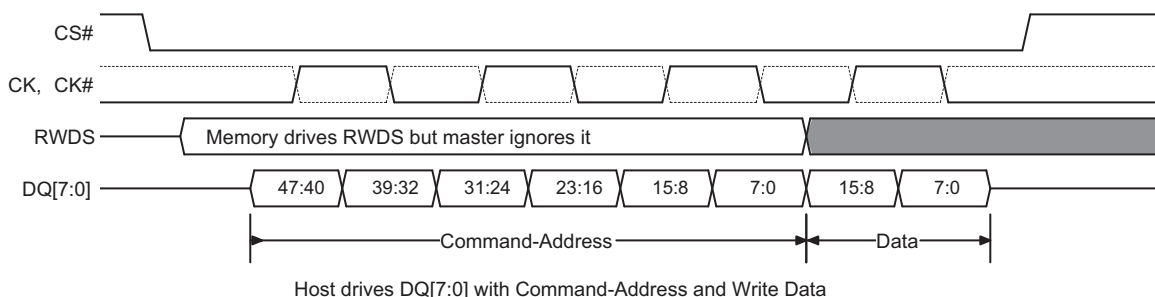 CS#
CK, CK#
RWDS Memory drives RWDS but master ignores it
DQ[7:0] 47:40 39:32 31:24 23:16 15:8 7:0 15:8 7:0
Command-Address Data
Host drives DQ[7:0] with Command-Address and Write Data